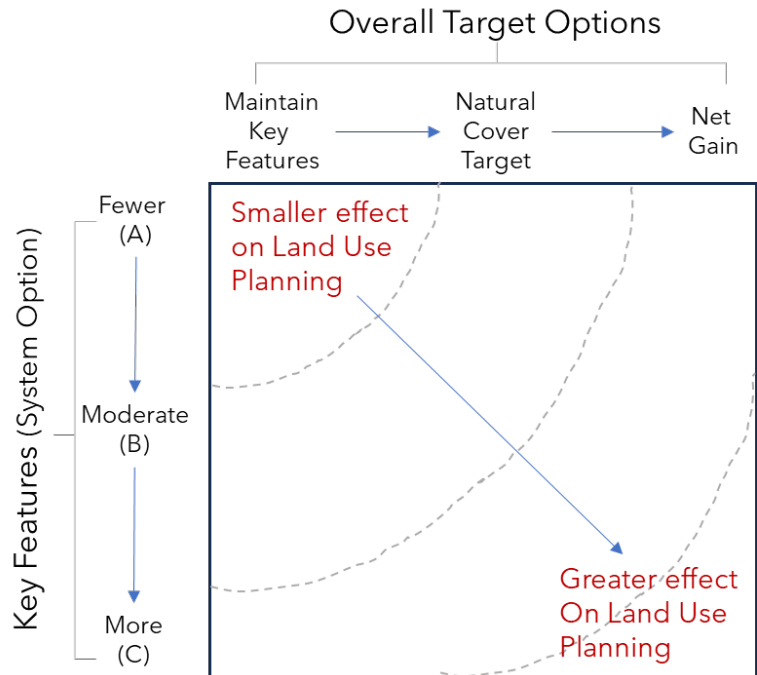 Overall Target Options
Maintain
Key
Features
Natural
Cover
Target
Net
Gain
Key Features (System Option)
Fewer
(A)
Moderate
(B)
More
(C)
Smaller effect
on Land Use
Planning
Greater effect
On Land Use
Planning